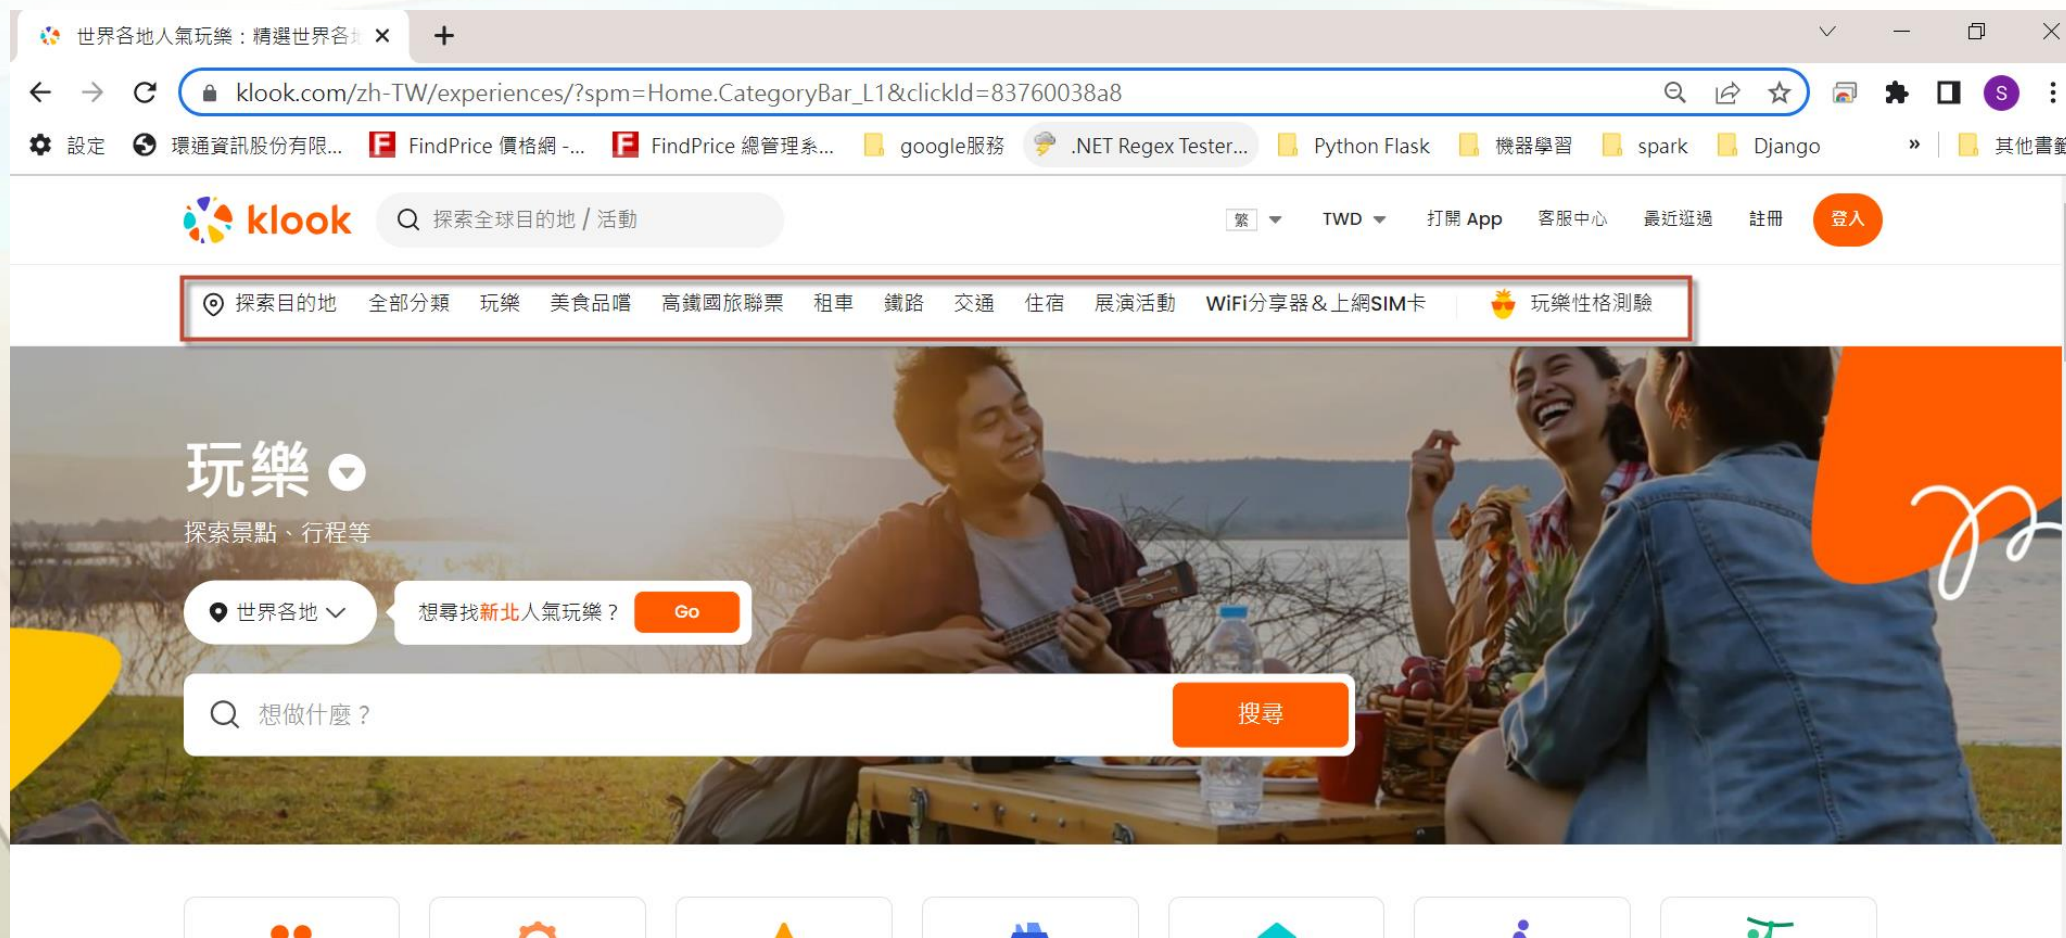 世界各地人氣玩樂：精選世界各
klook.com/zh-TW/experiences/?spm=Home.CategoryBar_L1&clickId=83760038a8
S
設定 環通資訊股份有限... FindPrice 價格網 -... FindPrice 總管理系... google服務 .NET Regex Tester... Python Flask 機器學習 spark Django » 其他書籤
klook 探索全球目的地 / 活動 繁 TWD 打開 App 客服中心 最近逛過 註冊 登入
探索目的地 全部分類 玩樂 美食品嚐 高鐵國旅聯票 租車 鐵路 交通 住宿 展演活動 WiFi分享器＆上網SIM卡 玩樂性格測驗
玩樂
探索景點、行程等
世界各地 想尋找新北人氣玩樂？ Go
想做什麼？ 搜尋